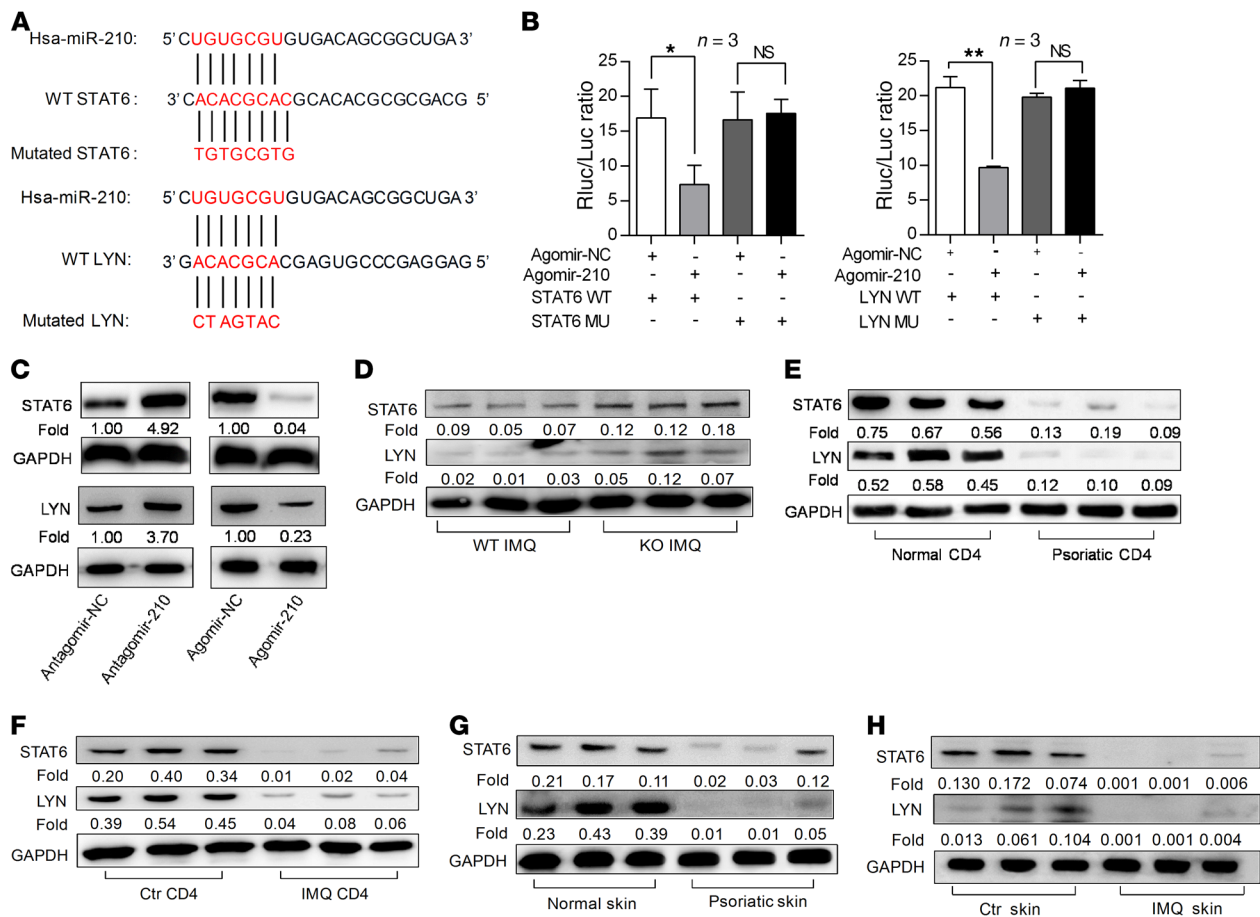 A
Hsa-miR-210: 5’CUGUGCGUGUGACAGCGGCUGA3’
WT STAT6: 3’CACACGCACGCACACGCGCGACG 5’
Mutated STAT6: TGTGCGTG
Hsa-miR-210: 5’CUGUGCGUGUGACAGCGGCUGA3’
WT LYN: 3’GACACGCACGAGUGCCCGAGGAG 5’
Mutated LYN: CTAGTAC
B
n = 3
* NS
25
20
15
10
5
0
Rluc/Luc ratio
Agomir-NC + - + -
Agomir-210 - + - +
STAT6 WT + + - -
STAT6 MU - - + +
n = 3
** NS
25
20
15
10
5
0
Rluc/Luc ratio
Agomir-NC + - + -
Agomir-210 - + - +
LYN WT + + - -
LYN MU - - + +
C
STAT6
Fold 1.00 4.92 1.00 0.04
GAPDH
LYN
Fold 1.00 3.70 1.00 0.23
GAPDH
Antagomir-NC Antagomir-210 Agomir-NC Agomir-210
D
STAT6
Fold 0.09 0.05 0.07 0.12 0.12 0.18
LYN
Fold 0.02 0.01 0.03 0.05 0.12 0.07
GAPDH
WT IMQ KO IMQ
E
STAT6
Fold 0.75 0.67 0.56 0.13 0.19 0.09
LYN
Fold 0.52 0.58 0.45 0.12 0.10 0.09
GAPDH
Normal CD4 Psoriatic CD4
F
STAT6
Fold 0.20 0.40 0.34 0.01 0.02 0.04
LYN
Fold 0.39 0.54 0.45 0.04 0.08 0.06
GAPDH
Ctr CD4 IMQ CD4
G
STAT6
Fold 0.21 0.17 0.11 0.02 0.03 0.12
LYN
Fold 0.23 0.43 0.39 0.01 0.01 0.05
GAPDH
Normal skin Psoriatic skin
H
STAT6
Fold 0.130 0.172 0.074 0.001 0.001 0.006
LYN
Fold 0.013 0.061 0.104 0.001 0.001 0.004
GAPDH
Ctr skin IMQ skin